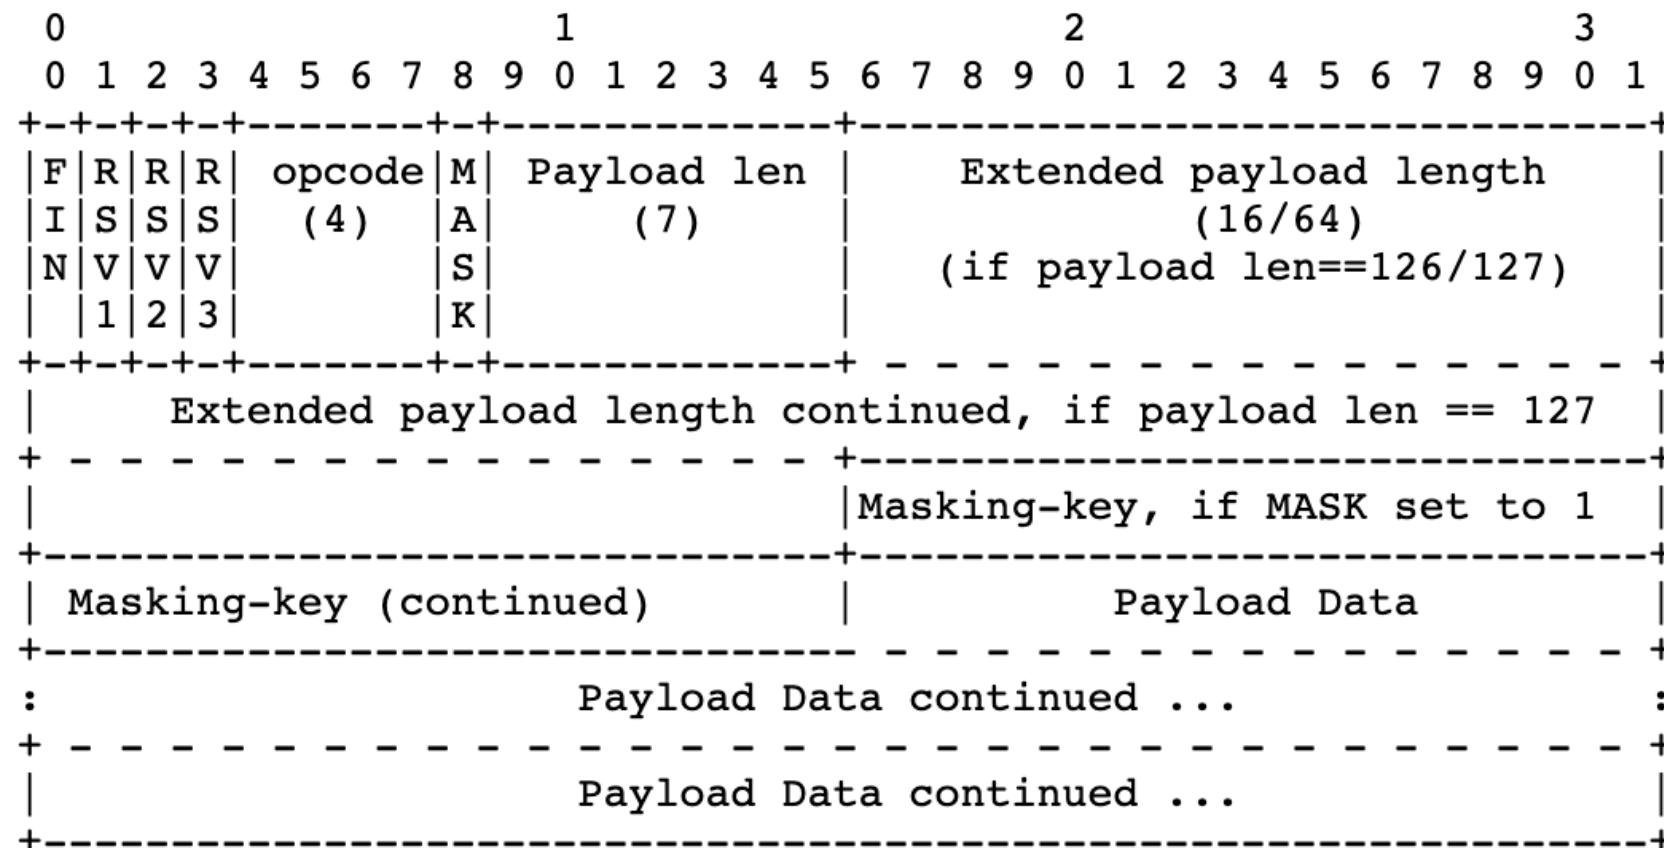 0                   1                   2                   3
 0 1 2 3 4 5 6 7 8 9 0 1 2 3 4 5 6 7 8 9 0 1 2 3 4 5 6 7 8 9 0 1
+-+-+-+-+-------+-+-------------+-------------------------------+
|F|R|R|R| opcode|M| Payload len |    Extended payload length    |
|I|S|S|S|  (4)  |A|     (7)     |             (16/64)           |
|N|V|V|V|       |S|             |   (if payload len==126/127)   |
| |1|2|3|       |K|             |                               |
+-+-+-+-+-------+-+-------------+ - - - - - - - - - - - - - - - +
|     Extended payload length continued, if payload len == 127  |
+ - - - - - - - - - - - - - - - +-------------------------------+
|                               |Masking-key, if MASK set to 1  |
+-------------------------------+-------------------------------+
| Masking-key (continued)       |          Payload Data         |
+-------------------------------- - - - - - - - - - - - - - - - +
:                     Payload Data continued ...                :
+ - - - - - - - - - - - - - - - - - - - - - - - - - - - - - - - +
|                     Payload Data continued ...                |
+---------------------------------------------------------------+